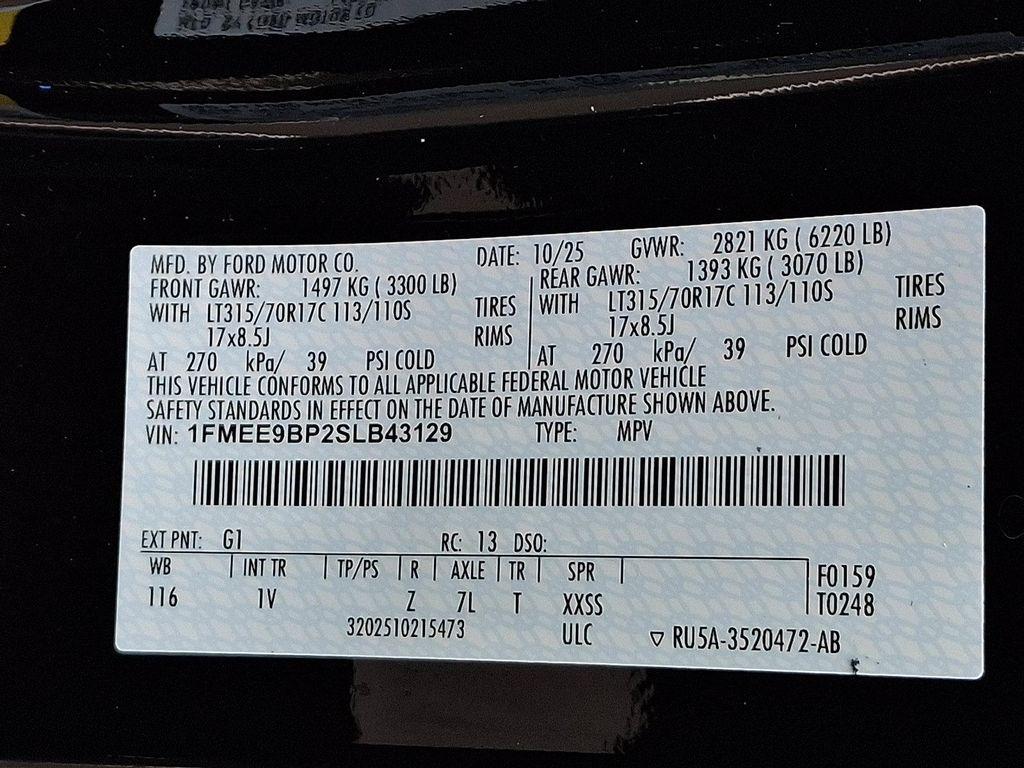 MFD. BY FORD MOTOR CO. DATE: 10/25 GVWR: 2821 KG ( 6220 LB)
FRONT GAWR: 1497 KG ( 3300 LB) REAR GAWR: 1393 KG ( 3070 LB)
WITH LT315/70R17C 113/110S TIRES WITH LT315/70R17C 113/110S TIRES
17x8.5J RIMS 17x8.5J RIMS
AT 270 kPa/ 39 PSI COLD AT 270 kPa/ 39 PSI COLD
THIS VEHICLE CONFORMS TO ALL APPLICABLE FEDERAL MOTOR VEHICLE
SAFETY STANDARDS IN EFFECT ON THE DATE OF MANUFACTURE SHOWN ABOVE.
VIN: 1FMEE9BP2SLB43129 TYPE: MPV
EXT PNT: G1 RC: 13 DSO:
WB | INT TR | TP/PS | R | AXLE | TR | SPR | F0159
116 1V Z 7L T XXSS T0248
3202510215473 ULC ▽ RU5A-3520472-AB